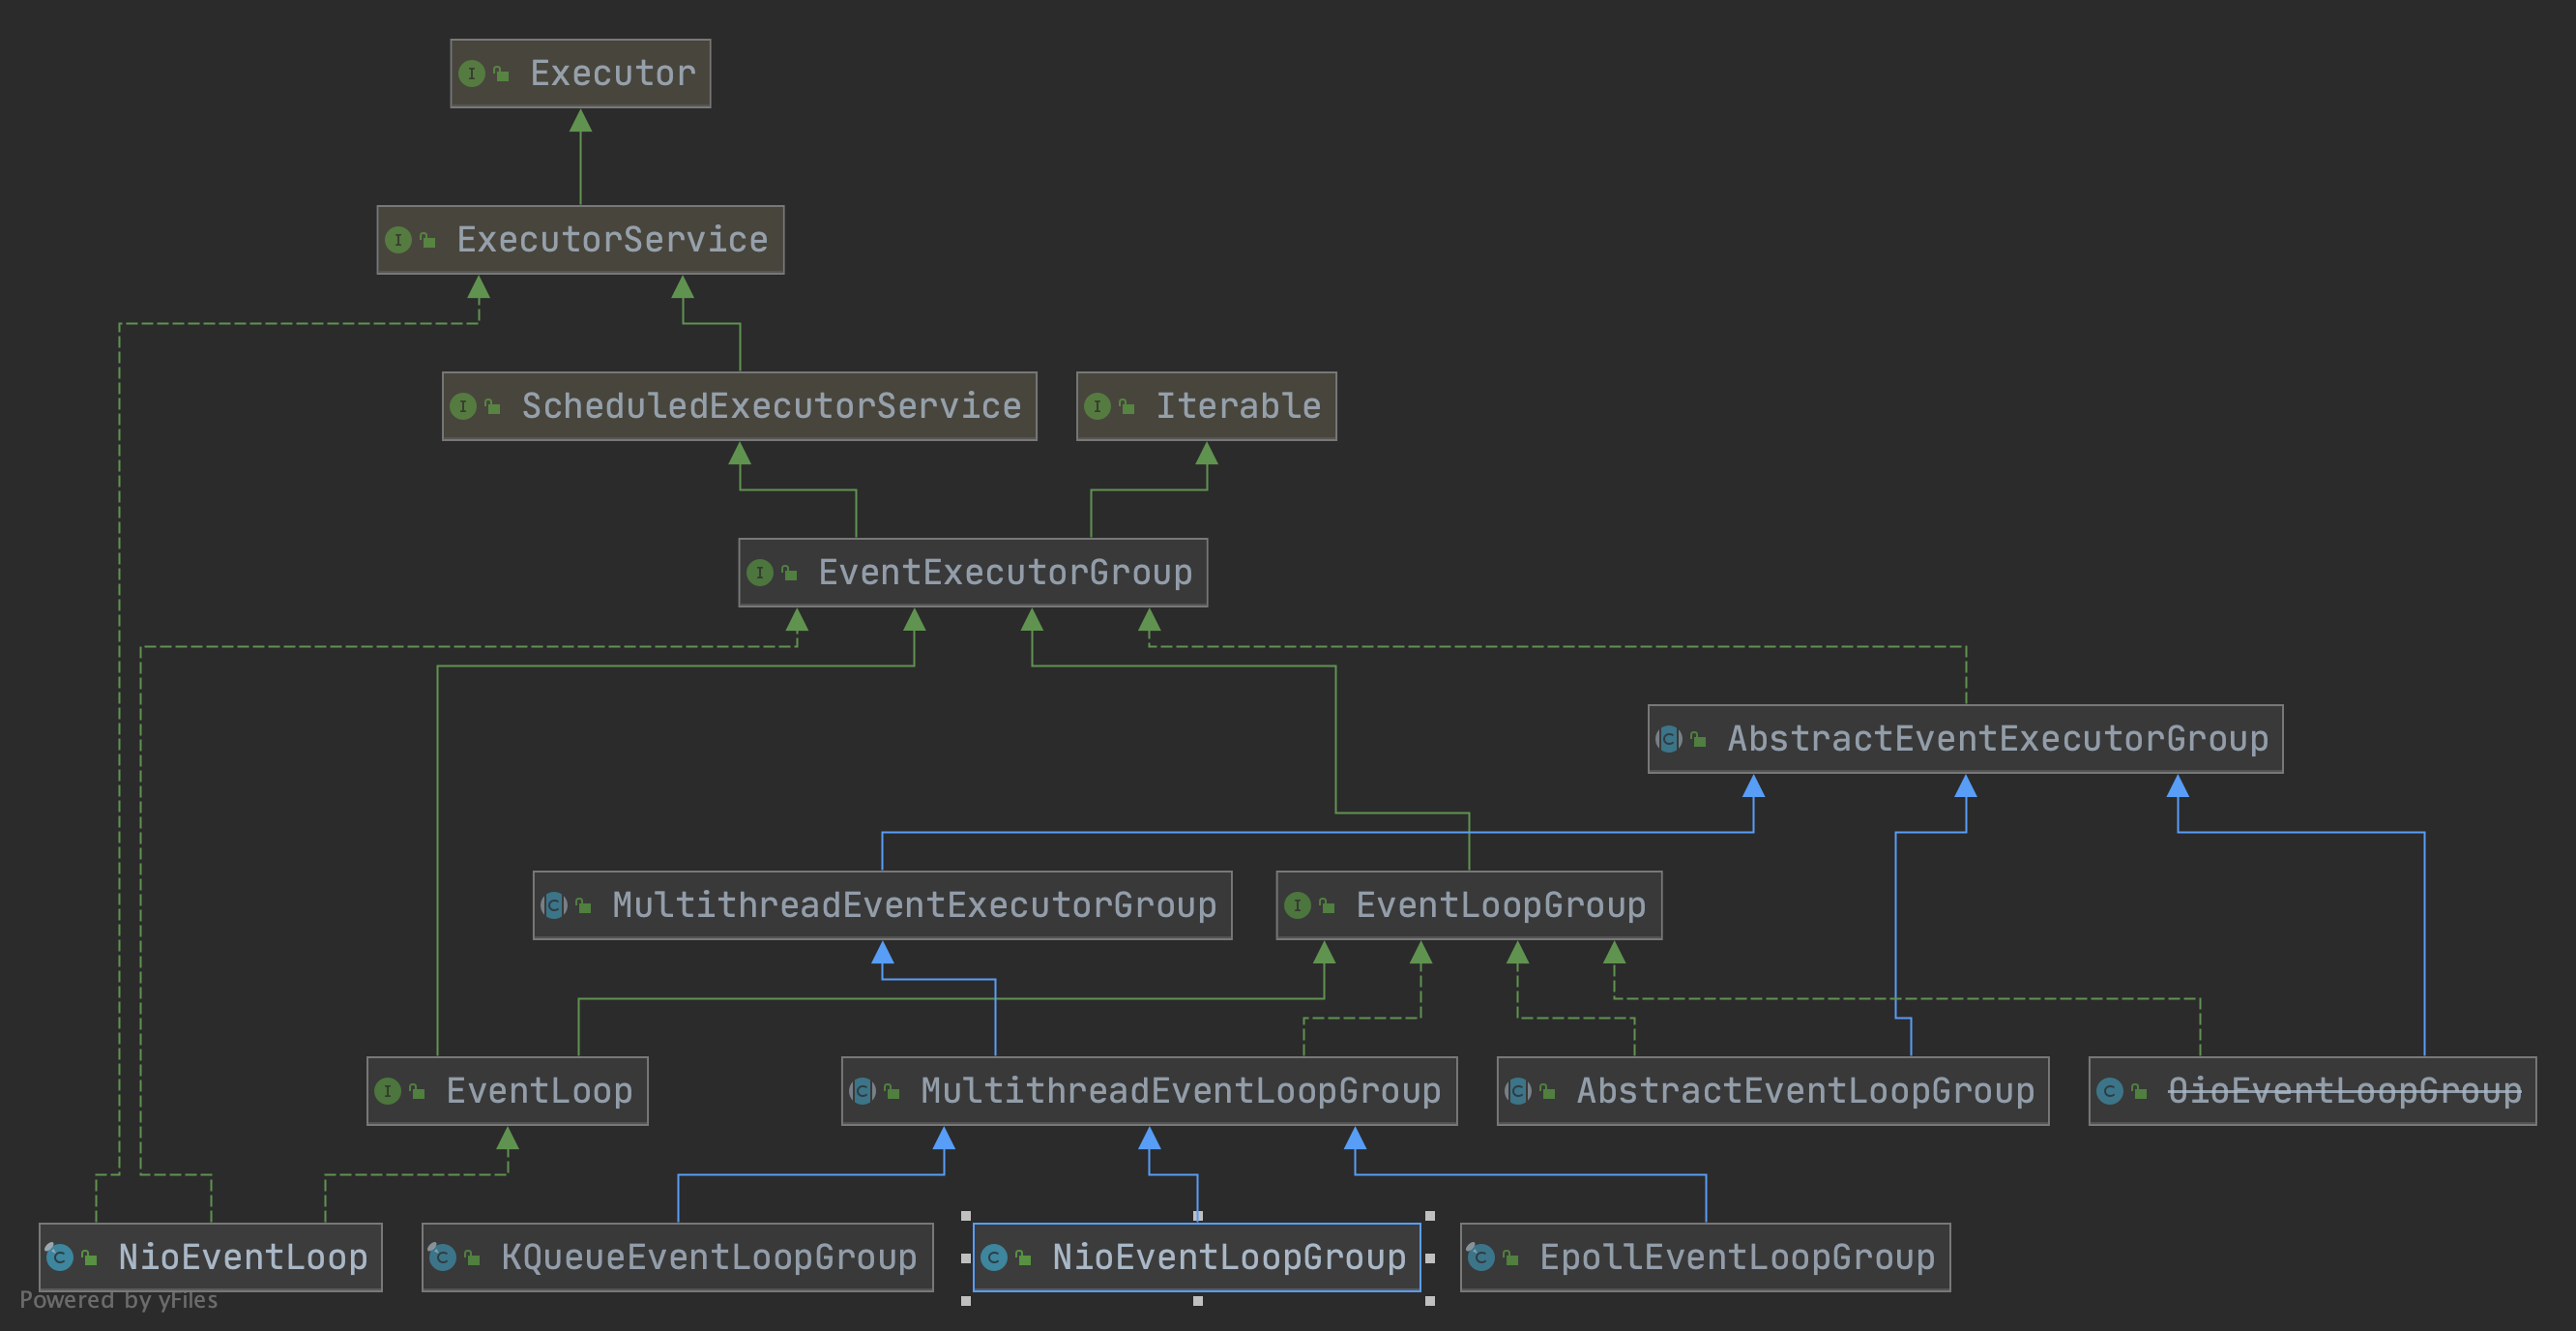 Executor
ExecutorService
ScheduledExecutorService
Iterable
EventExecutorGroup
AbstractEventExecutorGroup
MultithreadEventExecutorGroup
EventLoopGroup
EventLoop
MultithreadEventLoopGroup
AbstractEventLoopGroup
OioEventLoopGroup
NioEventLoop
KQueueEventLoopGroup
NioEventLoopGroup
EpollEventLoopGroup
Powered by yFiles